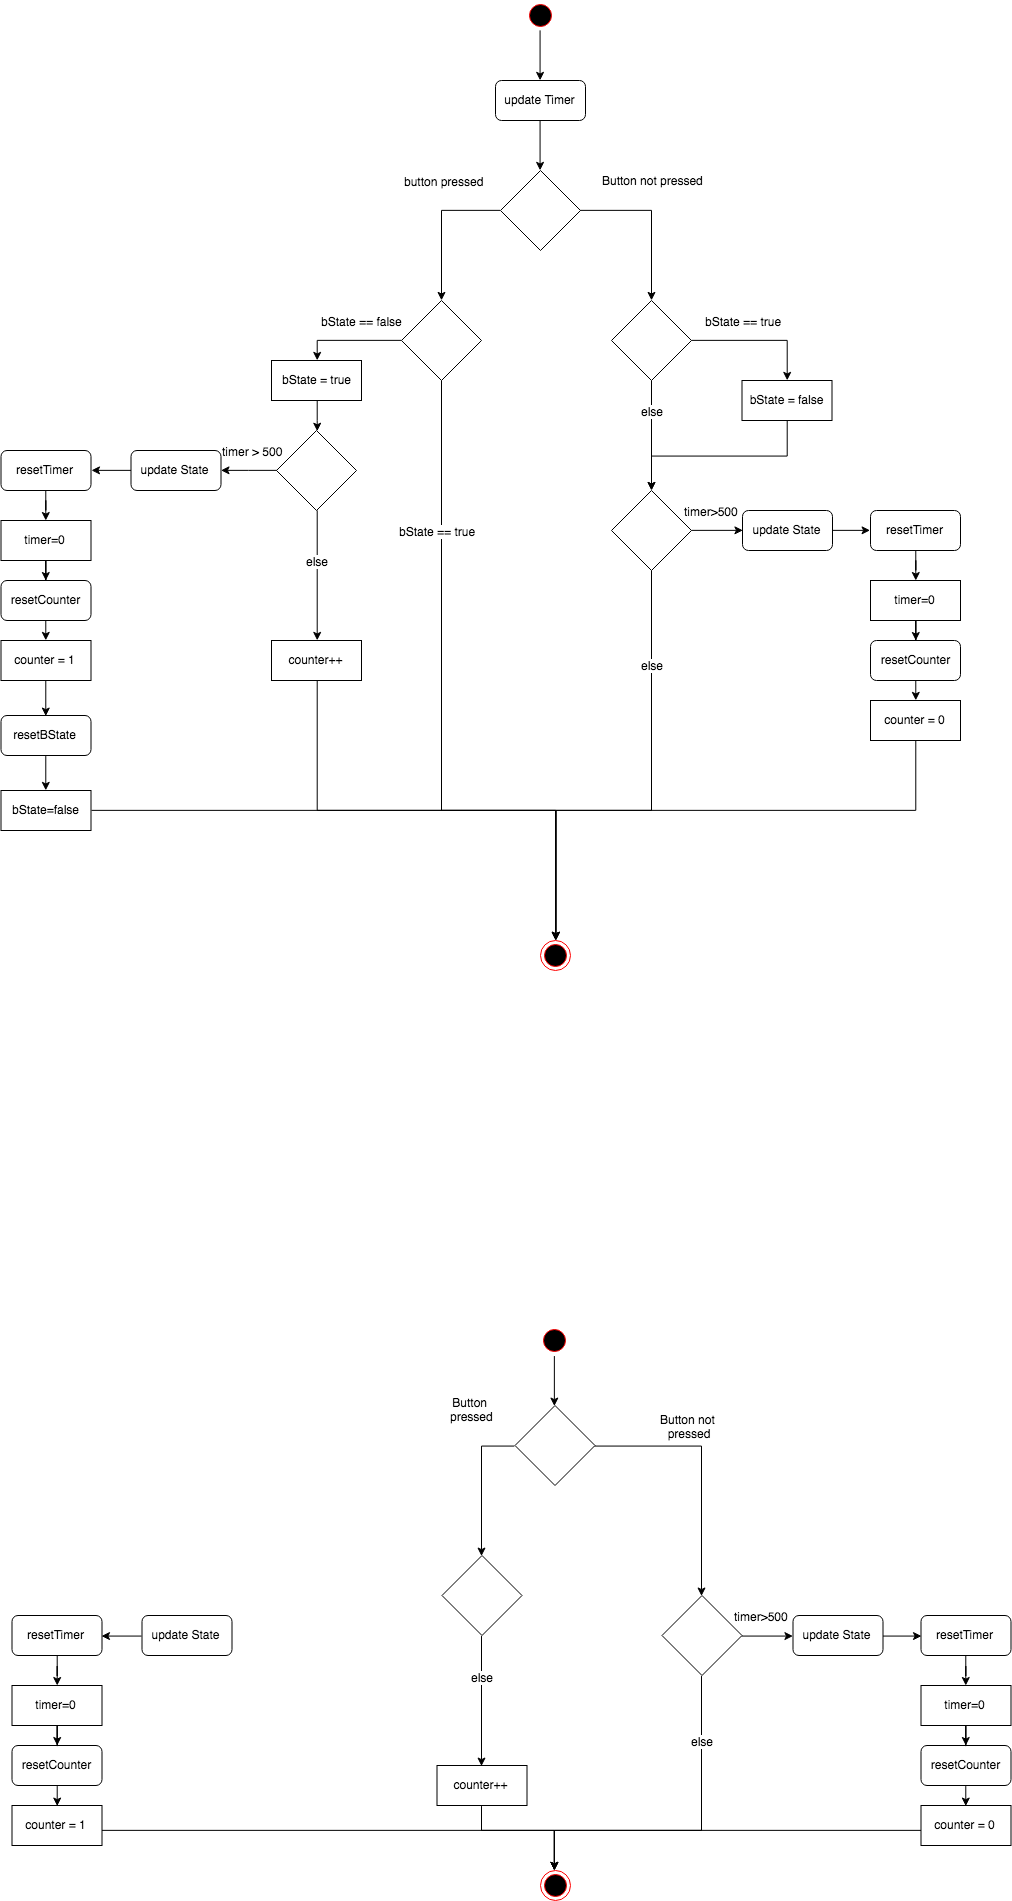 update Timer
button pressed
Button not pressed
bState == false
bState == true
bState = true
bState = false
else
timer > 500
resetTimer
update State
timer>500
update State
resetTimer
bState == true
timer=0
else
resetCounter
timer=0
counter = 1
counter++
else
resetCounter
resetBState
counter = 0
bState=false
Button
pressed
Button not
pressed
timer>500
resetTimer
update State
update State
resetTimer
else
timer=0
timer=0
else
resetCounter
resetCounter
counter++
counter = 1
counter = 0